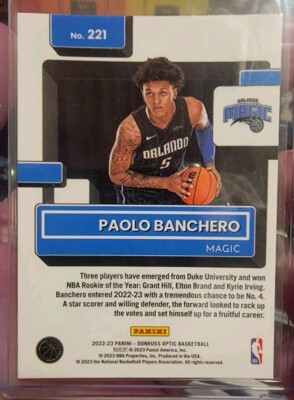 No. 221
ORLANDO
MAGIC
ORLANDO
5
PAOLO BANCHERO
MAGIC
Three players have emerged from Duke University and won
NBA Rookie of the Year: Grant Hill, Elton Brand and Kyrie Irving.
Banchero entered 2022-23 with a tremendous chance to be No. 4.
A star scorer and willing defender, the forward looked to rack up
the votes and set himself up for a fruitful career.
PANINI
2022-23 PANINI - DONRUSS OPTIC BASKETBALL
© 2023 Panini America, Inc.
© 2023 NBA Properties, Inc. Produced in the USA.
© 2023 the National Basketball Players Association. All rights reserved.